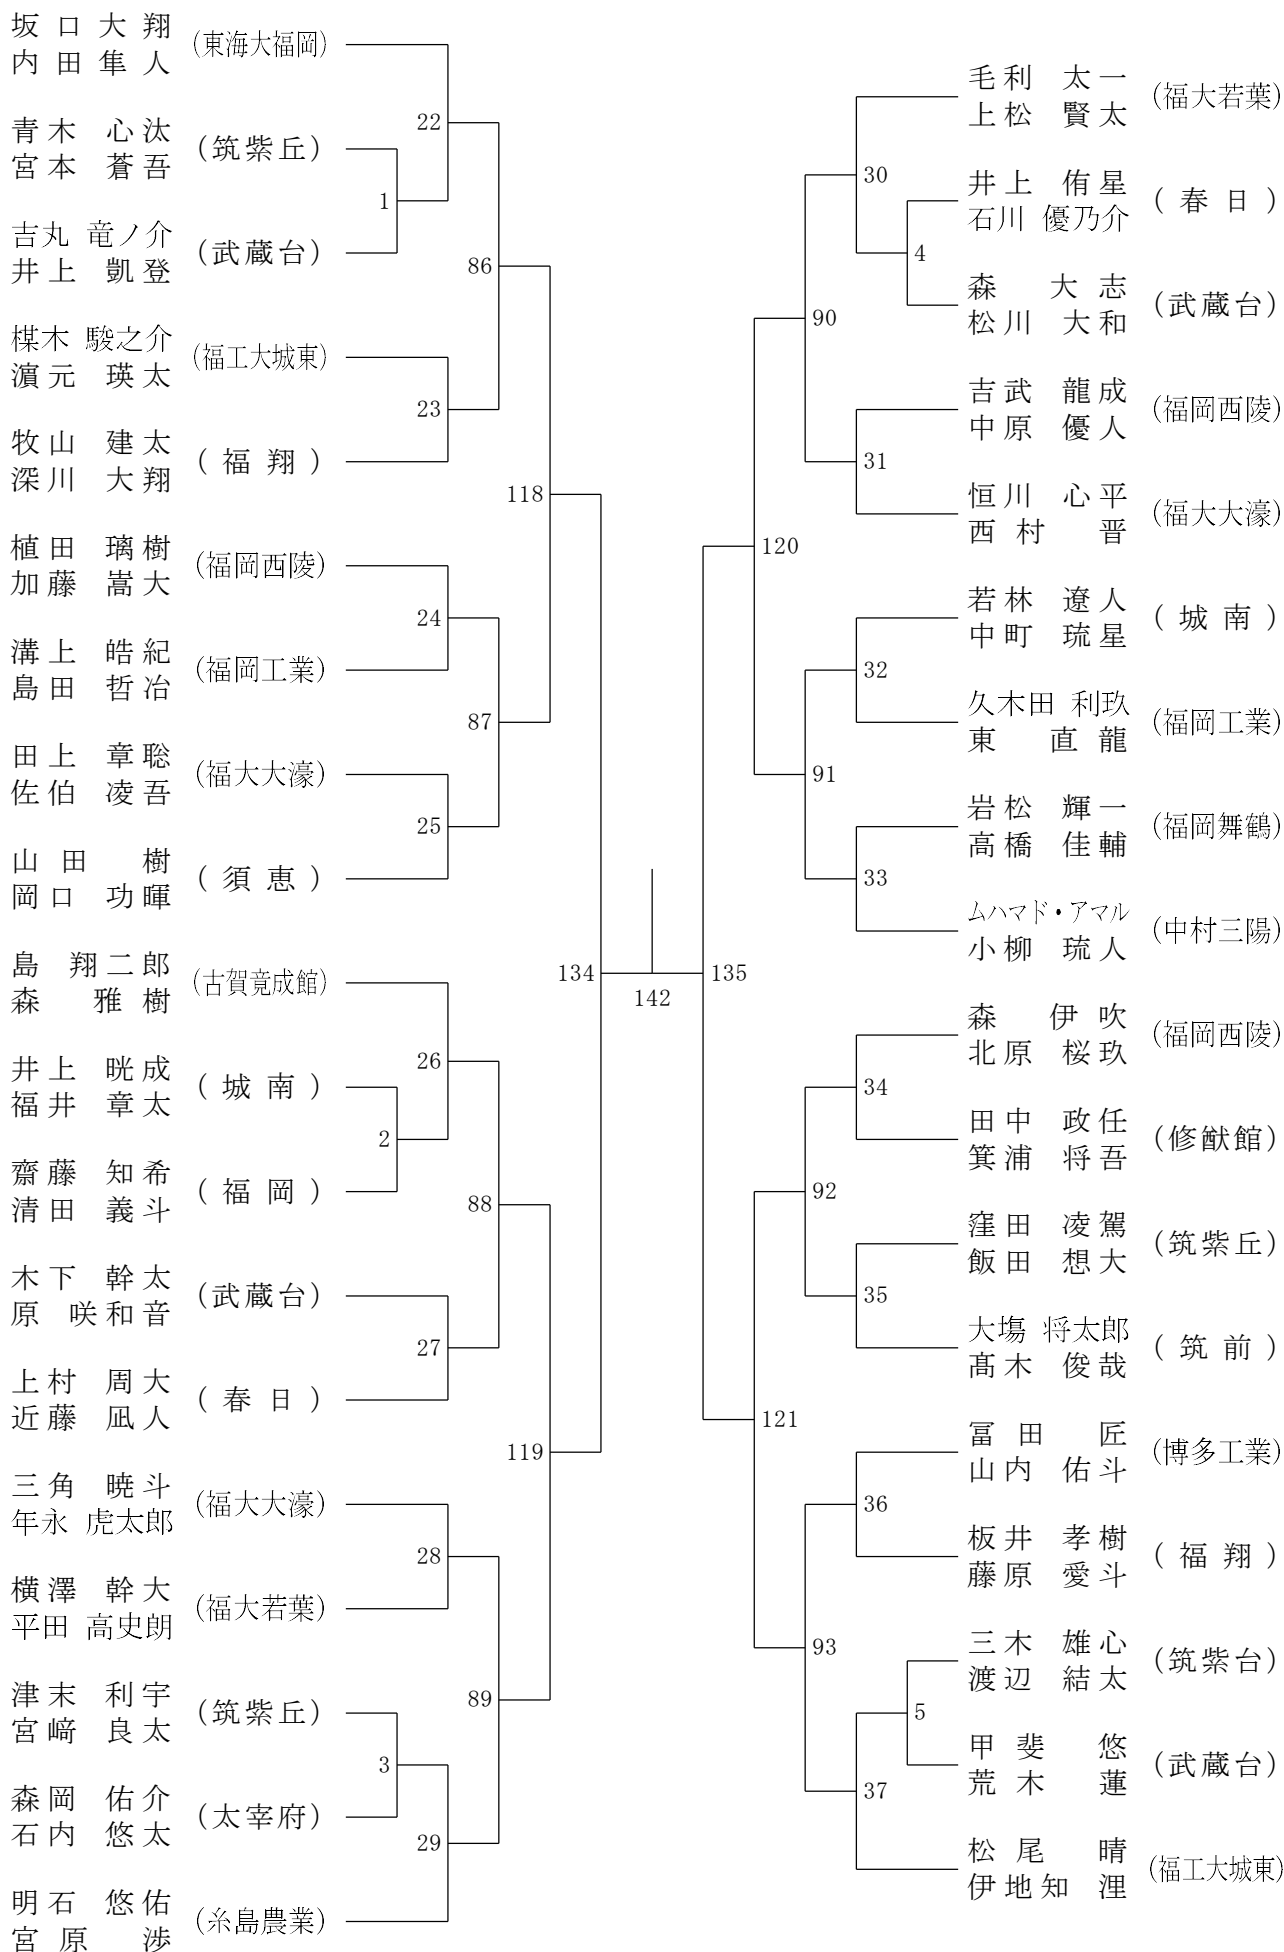 坂口大翔
内田隼人
(東海大福岡)
青木 心汰
宮本 蒼吾
(筑紫丘)
吉丸 竜ノ介
井上 凱登
(武蔵台)
楳木 駿之介
濵元 瑛太
(福工大城東)
牧山 建太
深川 大翔
(福翔)
植田 璃樹
加藤 嵩大
(福岡西陵)
溝上 皓紀
島田 哲冶
(福岡工業)
田上 章聡
佐伯 凌吾
(福大大濠)
山田 樹
岡口 功暉
(須恵)
島 翔二郎
森 雅樹
(古賀竟成館)
井上 晄成
福井 章太
(城南)
齋藤 知希
清田 義斗
(福岡)
木下 幹太
原 咲和音
(武蔵台)
上村 周大
近藤 凪人
(春日)
三角 暁斗
年永 虎太郎
(福大大濠)
横澤 幹大
平田 高史朗
(福大若葉)
津末 利宇
宮﨑 良太
(筑紫丘)
森岡 佑介
石内 悠太
(太宰府)
明石 悠佑
宮原 渉
(糸島農業)
1
2
3
22
23
24
25
26
27
28
29
86
87
88
89
118
119
134
142
135
120
121
90
91
92
93
30
31
32
33
34
35
36
37
4
5
毛利 太一
上松 賢太
(福大若葉)
井上 侑星
石川 優乃介
(春日)
森 大志
松川 大和
(武蔵台)
吉武 龍成
中原 優人
(福岡西陵)
恒川 心平
西村 晋
(福大大濠)
若林 遼人
中町 琉星
(城南)
久木田 利玖
東 直龍
(福岡工業)
岩松 輝一
高橋 佳輔
(福岡舞鶴)
ムハマド・アマル
小柳 琉人
(中村三陽)
森 伊吹
北原 桜玖
(福岡西陵)
田中 政任
箕浦 将吾
(修猷館)
窪田 凌駕
飯田 想大
(筑紫丘)
大塲 将太郎
髙木 俊哉
(筑前)
冨田 匠
山内 佑斗
(博多工業)
板井 孝樹
藤原 愛斗
(福翔)
三木 雄心
渡辺 結太
(筑紫台)
甲斐 悠
荒木 蓮
(武蔵台)
松尾 晴
伊地知 浬
(福工大城東)